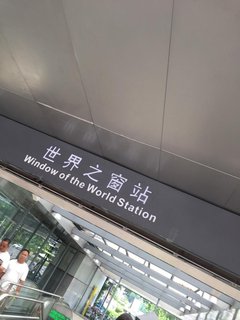 世界之窗站
Window of the World Station